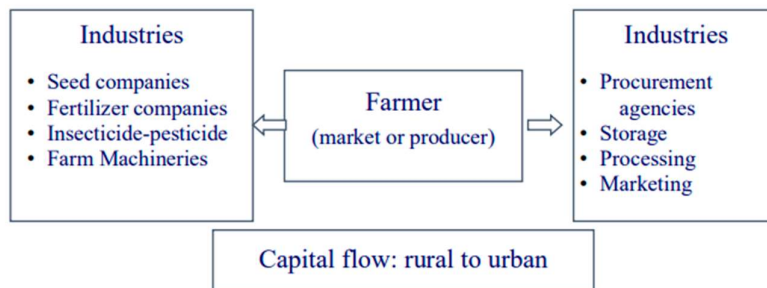 Industries
• Seed companies
• Fertilizer companies
• Insecticide-pesticide
• Farm Machineries
Farmer
(market or producer)
Industries
• Procurement
agencies
• Storage
• Processing
• Marketing
Capital flow: rural to urban